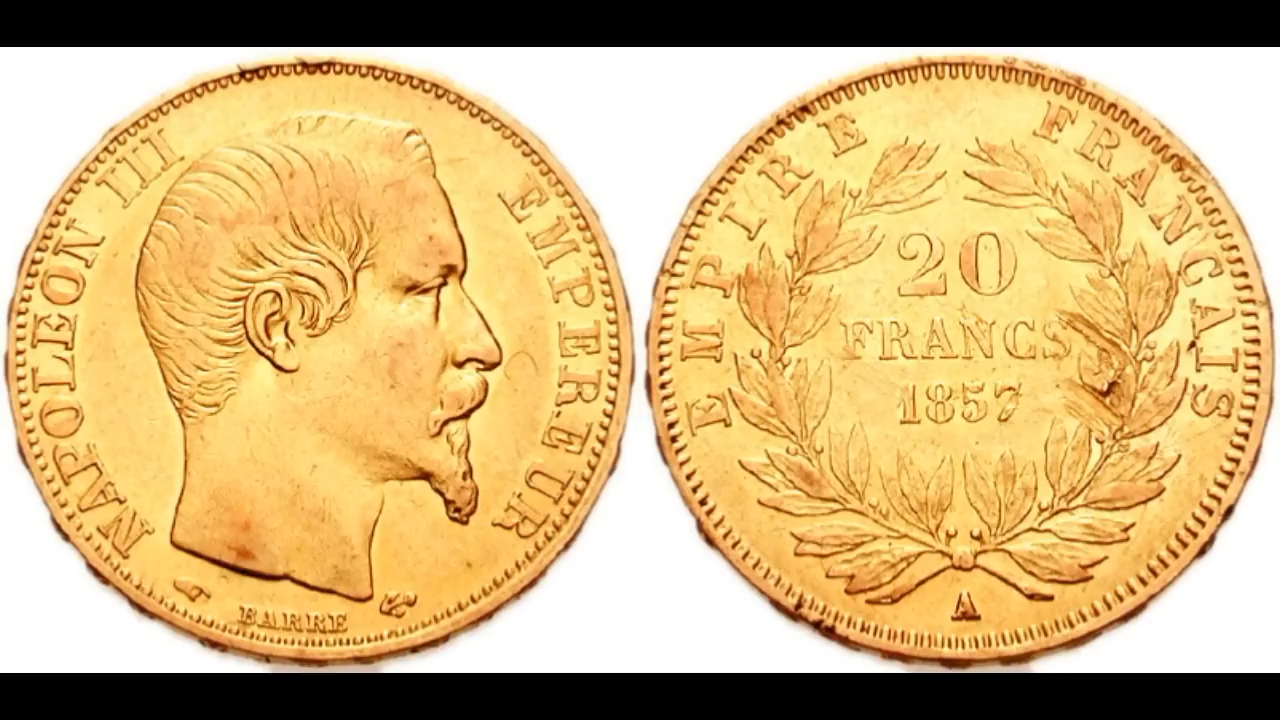 NAPOLEON III
EMPEREUR
BARRE
EMPIRE FRANÇAIS
20
FRANCS
1857
A